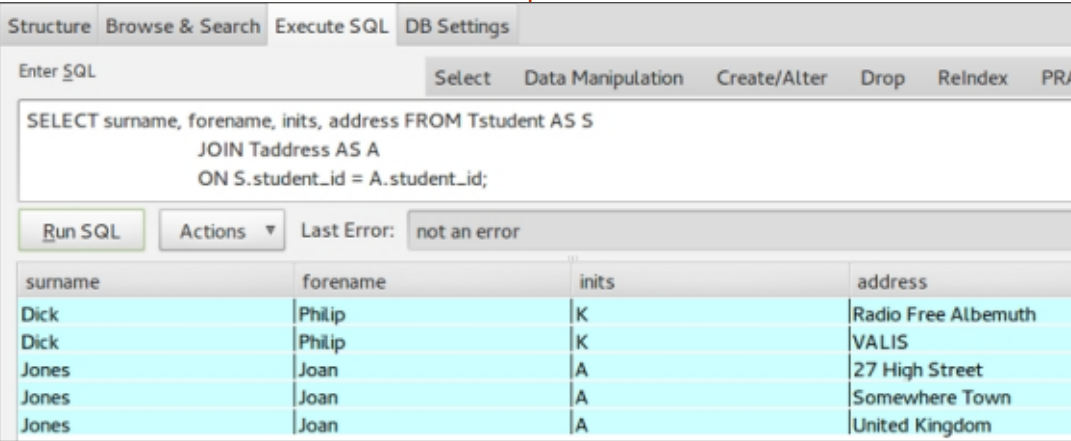 Structure Browse & Search Execute SQL DB Settings
Enter SQL Select Data Manipulation Create/Alter Drop ReIndex
SELECT surname, forename, inits, address FROM Tstudent AS S
JOIN Taddress AS A
ON S.student_id = A.student_id;
Run SQL Actions Last Error: not an error
surname forename inits address
Dick Philip K Radio Free Albemuth
Dick Philip K VALIS
Jones Joan A 27 High Street
Jones Joan A Somewhere Town
Jones Joan A United Kingdom